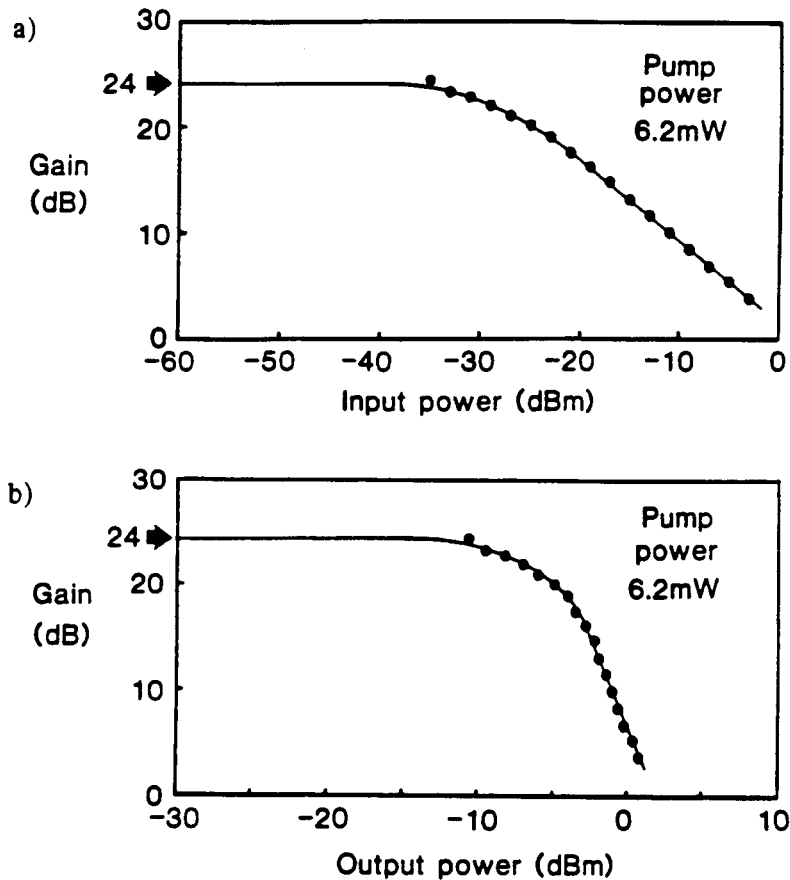 a)
30
24
20
10
0
Gain
(dB)
Pump
power
6.2mW
-60 -50 -40 -30 -20 -10 0
Input power (dBm)
b)
30
24
20
10
0
Gain
(dB)
Pump
power
6.2mW
-30 -20 -10 0 10
Output power (dBm)